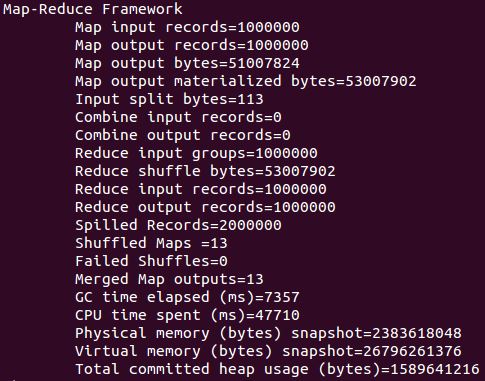 Map-Reduce Framework
Map input records=1000000
Map output records=1000000
Map output bytes=51007824
Map output materialized bytes=53007902
Input split bytes=113
Combine input records=0
Combine output records=0
Reduce input groups=1000000
Reduce shuffle bytes=53007902
Reduce input records=1000000
Reduce output records=1000000
Spilled Records=2000000
Shuffled Maps =13
Failed Shuffles=0
Merged Map outputs=13
GC time elapsed (ms)=7357
CPU time spent (ms)=47710
Physical memory (bytes) snapshot=2383618048
Virtual memory (bytes) snapshot=26796261376
Total committed heap usage (bytes)=1589641216